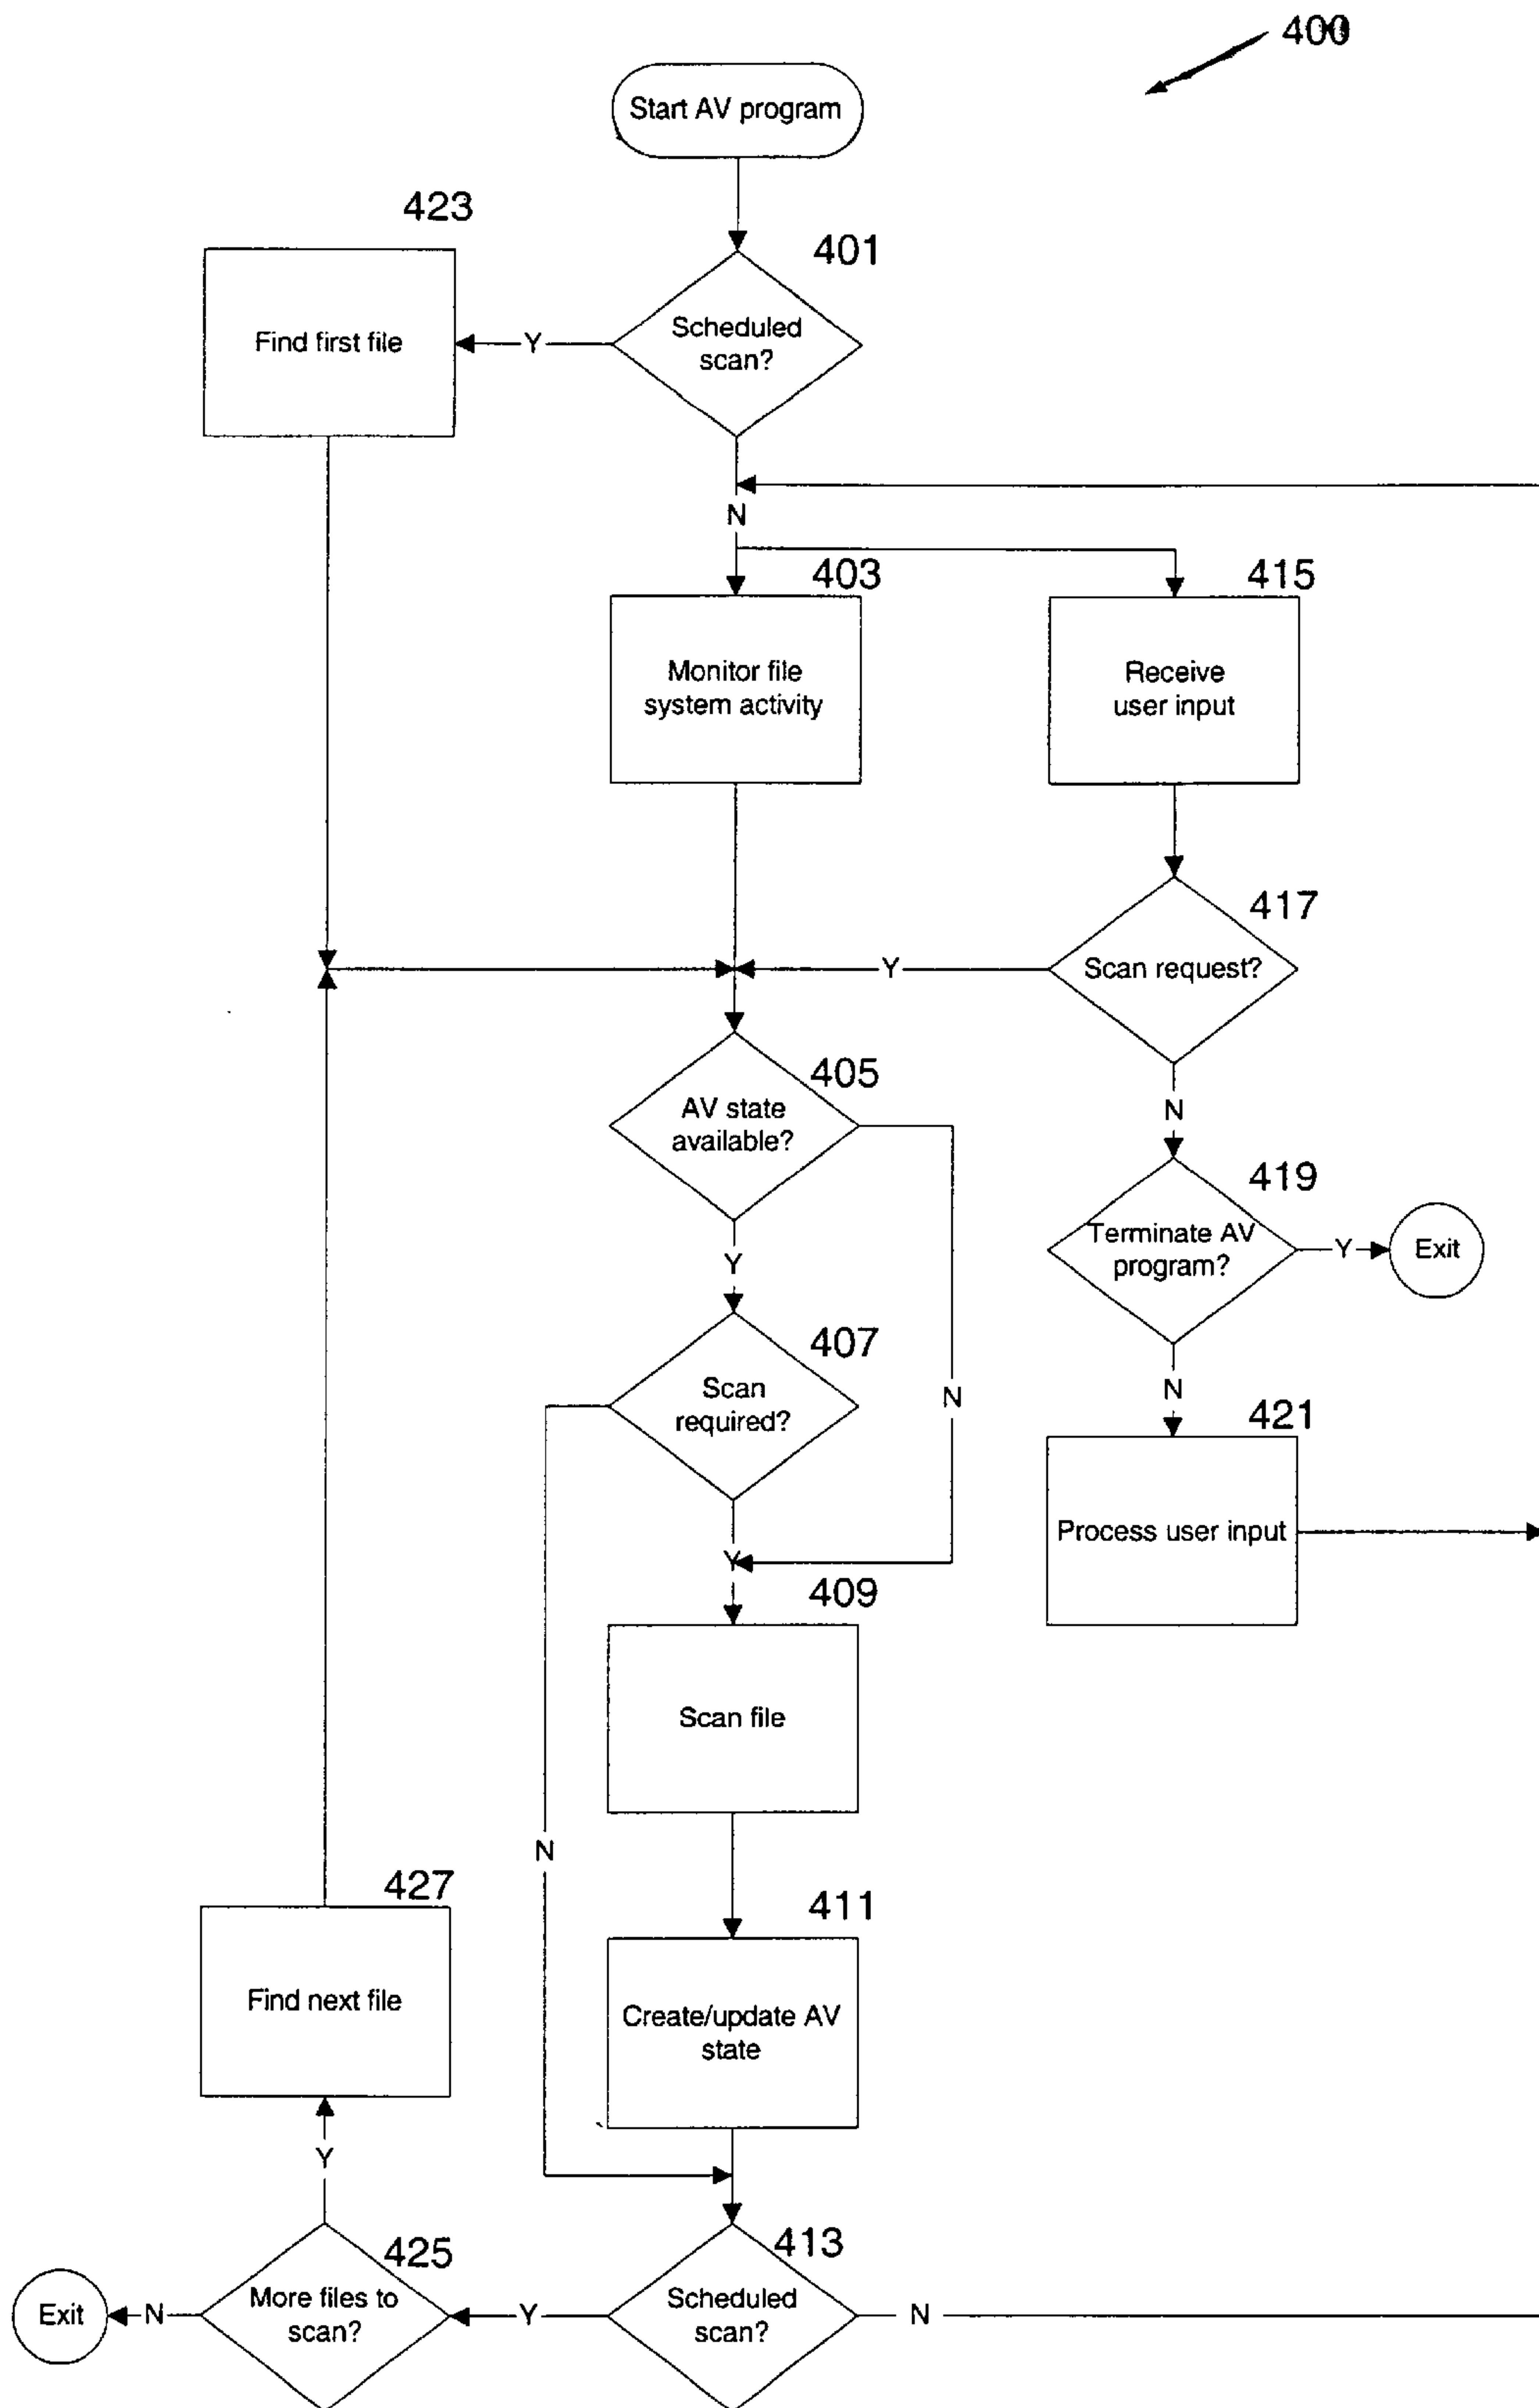 400
Start AV program
423
401
Find first file
Y
Scheduled
scan?
N
403
415
Monitor file
system activity
Receive
user input
417
Y
Scan request?
405
AV state
available?
N
419
Terminate AV
program?
Y
Exit
Y
407
Scan
required?
N
N
421
Process user input
Y
409
Scan file
N
427
411
Find next file
Create/update AV
state
Y
425
413
Exit
N
More files to
scan?
Y
Scheduled
scan?
N